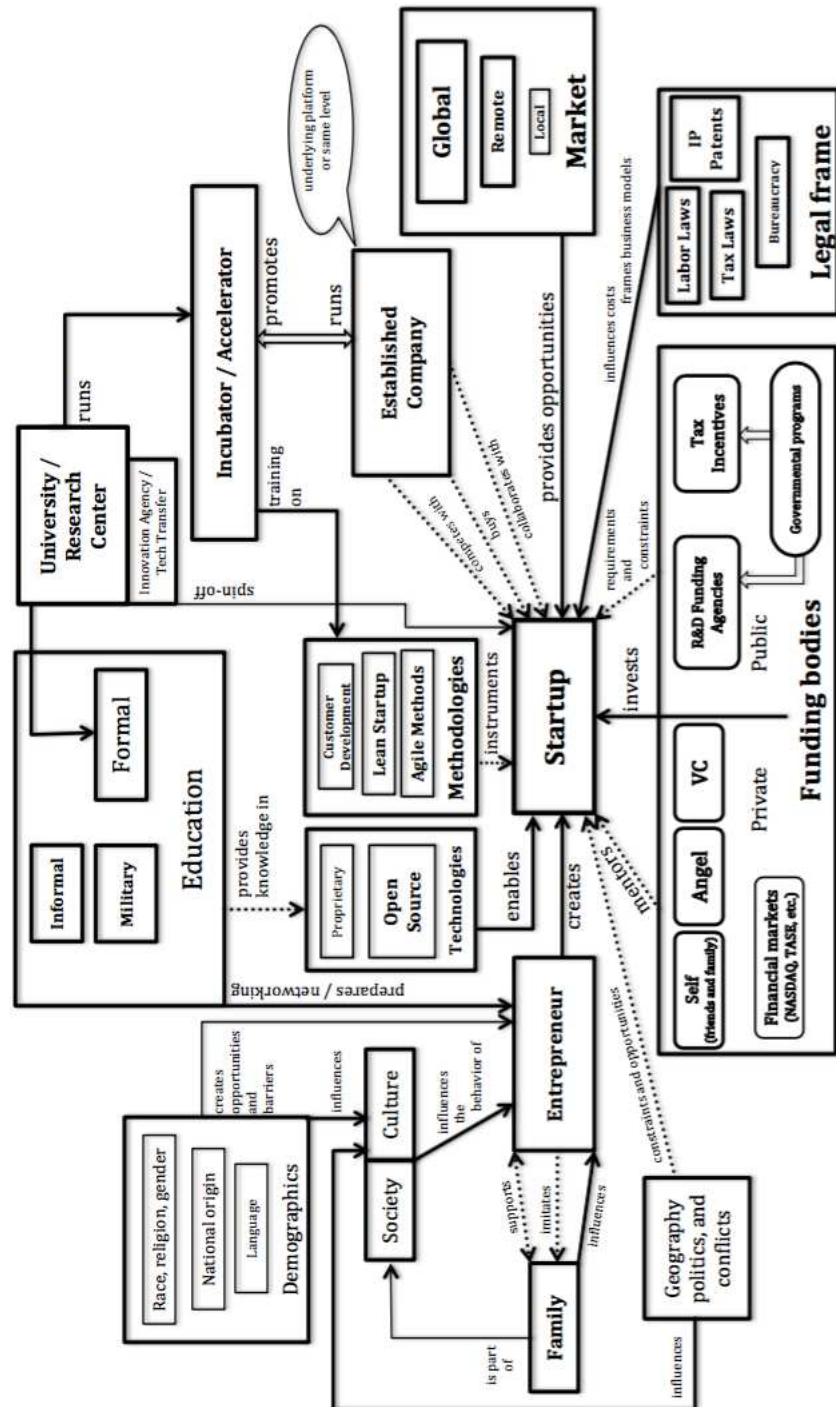 University /
Research
Center
Innovation Agency /
Tech Transfer
runs
Incubator / Accelerator
promotes
runs
underlying platform
or same level
Established
Company
Global
Remote
Local
Market
training
on
spin-off
Informal
Military
Formal
Education
provides
knowledge in
prepares / networking
Race, religion, gender
National origin
Language
Demographics
creates
opportunities
and
barriers
influences
Society
Culture
influences
the
behavior of
Proprietary
Open
Source
Technologies
enables
Customer
Development
Lean Startup
Agile Methods
Methodologies
instruments
competes with
buys
collaborates with
provides opportunities
is part
of
Family
supports
imitates
influences
Entrepreneur
creates
Startup
influences costs
frames business models
requirements
and
constraints
Labor Laws
IP
Patents
Tax Laws
Bureaucracy
Legal frame
Geography
politics, and
conflicts
influences
constraints and opportunities
mentors
invests
Self
(friends and family)
Angel
VC
Financial markets
(NASDAQ, TASE, etc.)
Private
R&D Funding
Agencies
Tax
Incentives
Governmental programs
Public
Funding bodies